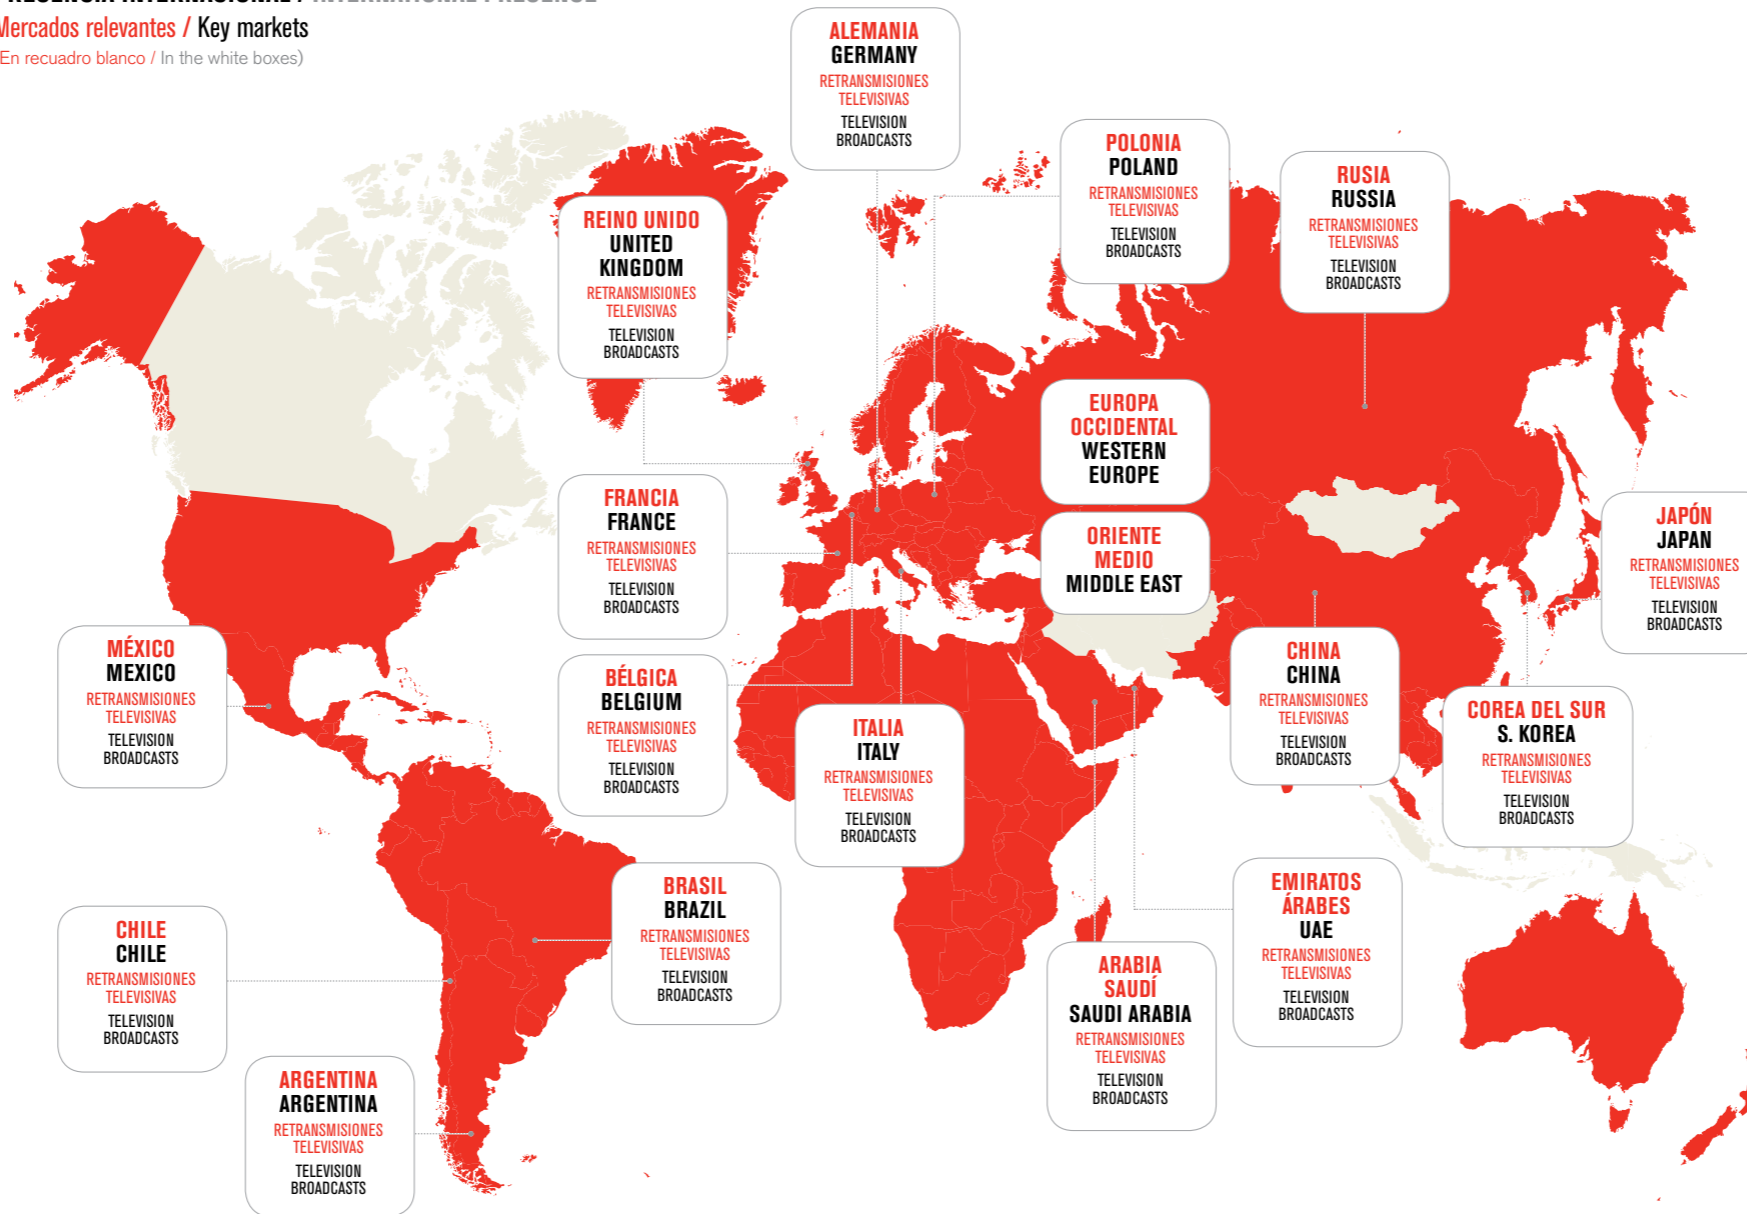 Mercados relevantes / Key markets
En recuadro blanco / In the white boxes)
ALEMANIA
GERMANY
RETRANSMISIONES
TELEVISIVAS
TELEVISION
BROADCASTS
POLONIA
POLAND
RETRANSMISIONES
TELEVISIVAS
TELEVISION
BROADCASTS
RUSIA
RUSSIA
RETRANSMISIONES
TELEVISIVAS
TELEVISION
BROADCASTS
REINO UNIDO
UNITED
KINGDOM
RETRANSMISIONES
TELEVISIVAS
TELEVISION
BROADCASTS
EUROPA
OCCIDENTAL
WESTERN
EUROPE
FRANCIA
FRANCE
RETRANSMISIONES
TELEVISIVAS
TELEVISION
BROADCASTS
ORIENTE
MEDIO
MIDDLE EAST
JAPÓN
JAPAN
RETRANSMISIONES
TELEVISIVAS
TELEVISION
BROADCASTS
MÉXICO
MEXICO
RETRANSMISIONES
TELEVISIVAS
TELEVISION
BROADCASTS
BÉLGICA
BELGIUM
RETRANSMISIONES
TELEVISIVAS
TELEVISION
BROADCASTS
ITALIA
ITALY
RETRANSMISIONES
TELEVISIVAS
TELEVISION
BROADCASTS
CHINA
CHINA
RETRANSMISIONES
TELEVISIVAS
TELEVISION
BROADCASTS
COREA DEL SUR
S. KOREA
RETRANSMISIONES
TELEVISIVAS
TELEVISION
BROADCASTS
BRASIL
BRAZIL
RETRANSMISIONES
TELEVISIVAS
TELEVISION
BROADCASTS
EMIRATOS
ÁRABES
UAE
RETRANSMISIONES
TELEVISIVAS
TELEVISION
BROADCASTS
CHILE
CHILE
RETRANSMISIONES
TELEVISIVAS
TELEVISION
BROADCASTS
ARABIA
SAUDÍ
SAUDI ARABIA
RETRANSMISIONES
TELEVISIVAS
TELEVISION
BROADCASTS
ARGENTINA
ARGENTINA
RETRANSMISIONES
TELEVISIVAS
TELEVISION
BROADCASTS